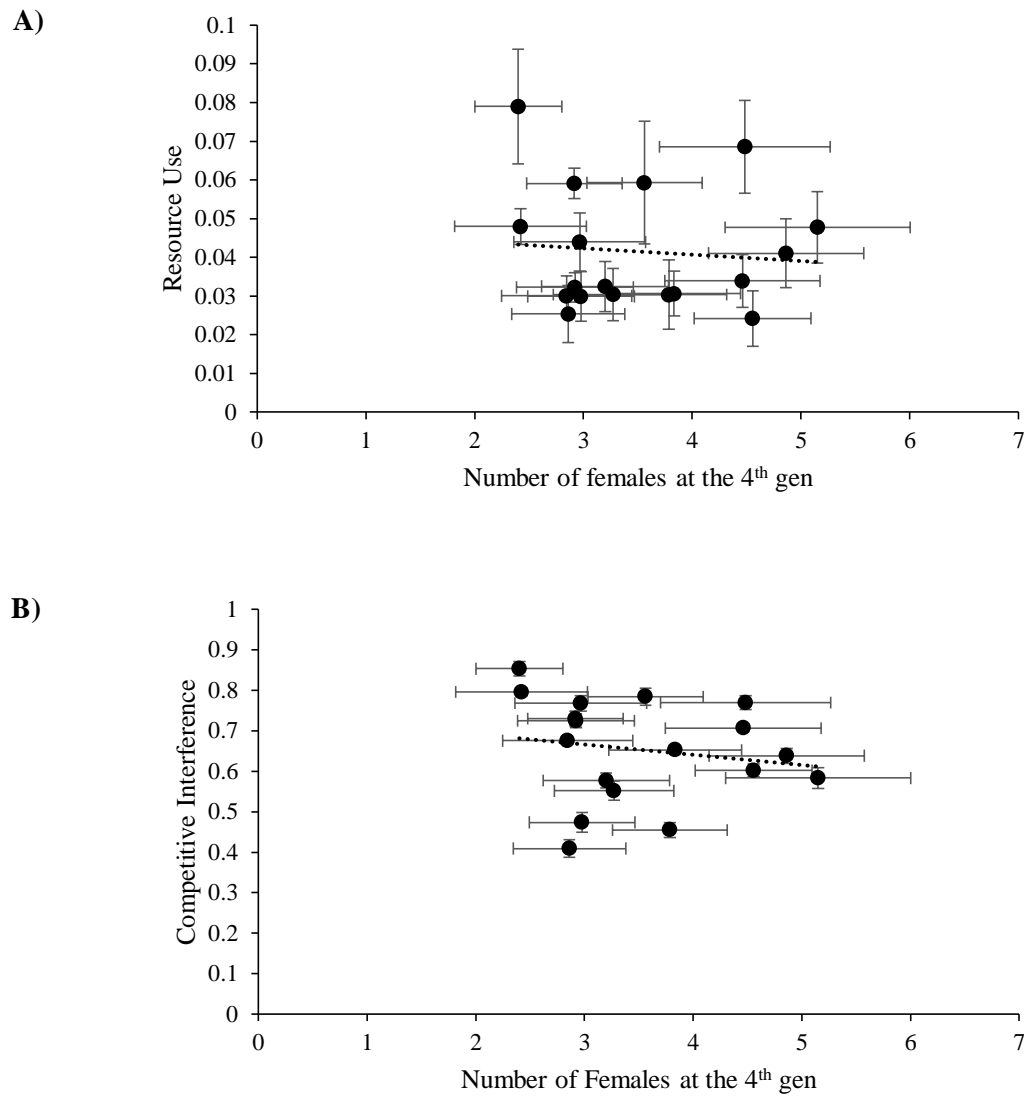 A)
0.1
0.09
0.08
0.07
0.06
0.05
0.04
0.03
0.02
0.01
0
Resource Use
0 1 2 3 4 5 6 7
Number of females at the 4th gen
B)
1
0.9
0.8
0.7
0.6
0.5
0.4
0.3
0.2
0.1
0
Competitive Interference
0 1 2 3 4 5 6 7
Number of Females at the 4th gen